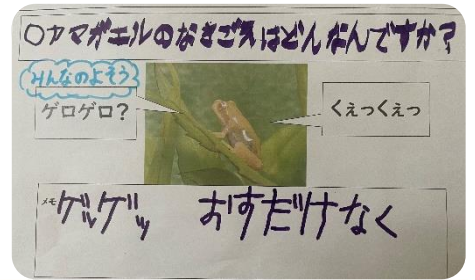 ○アマガエルのなきごえはどんなんですか?
みんなのよそう
ゲロゲロ?
くぇっくぇっ
メモ
ゲッゲッ おすだけなく